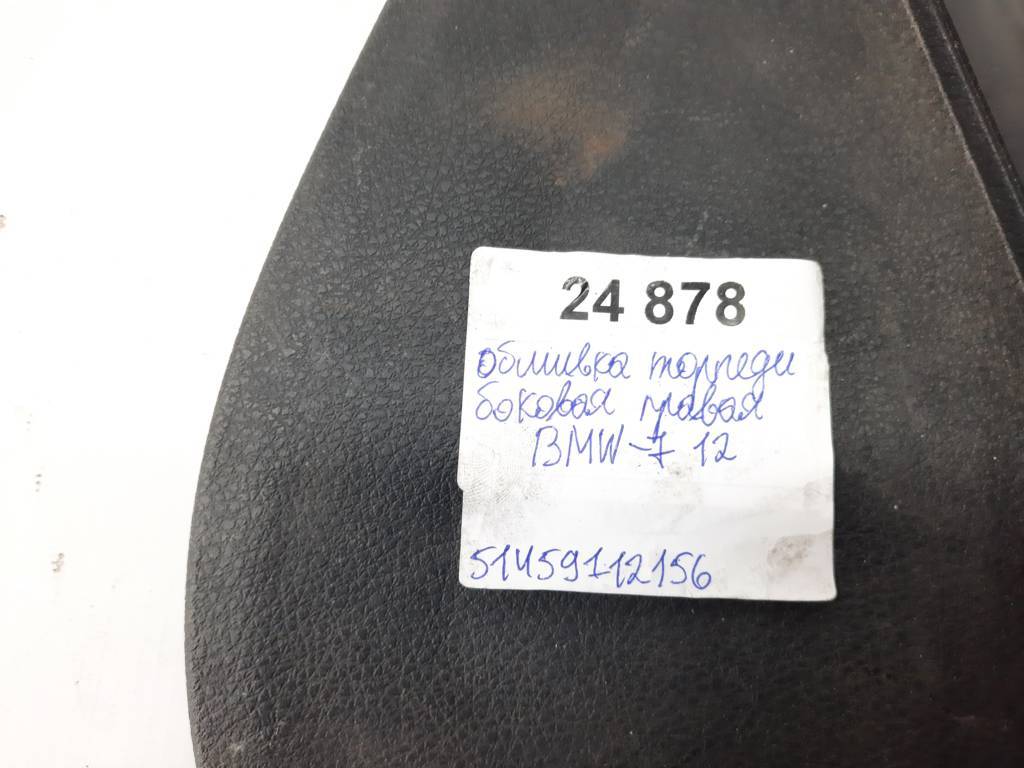 24 878
обшивка торпеди
боковая правая
BMW-7 12
51459112156